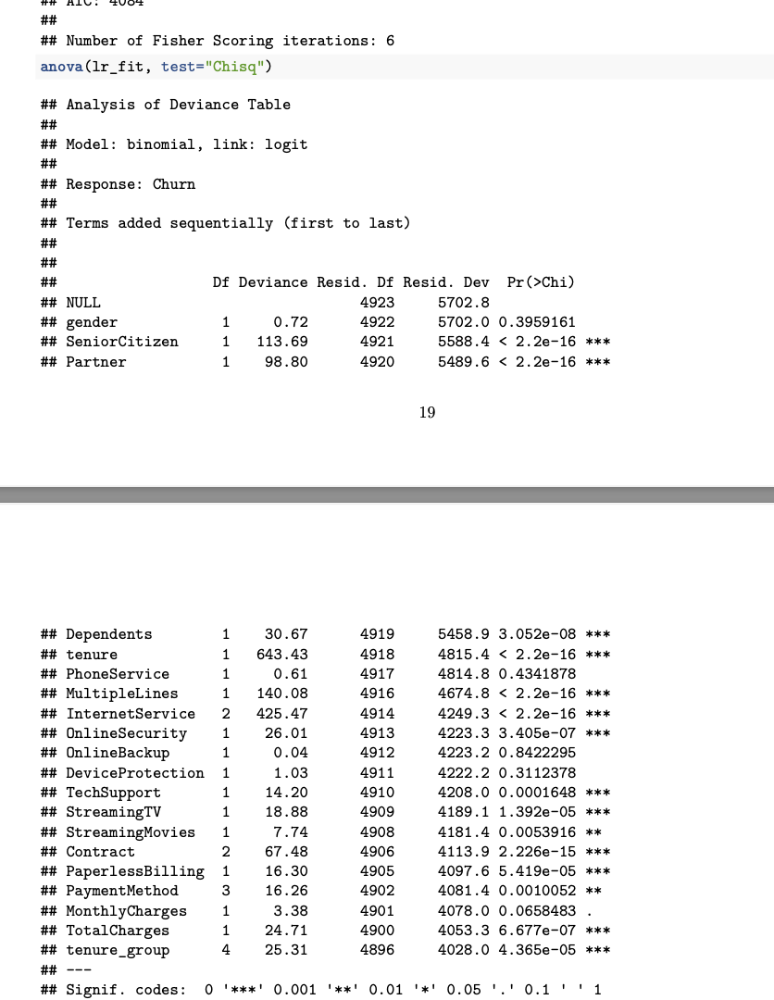 ## AIC: 4084
##
## Number of Fisher Scoring iterations: 6
anova(lr_fit, test="Chisq")
## Analysis of Deviance Table
##
## Model: binomial, link: logit
##
## Response: Churn
##
## Terms added sequentially (first to last)
##
##
##                  Df Deviance Resid. Df Resid. Dev  Pr(>Chi)
## NULL                              4923     5702.8
## gender            1     0.72      4922     5702.0 0.3959161
## SeniorCitizen     1   113.69      4921     5588.4 < 2.2e-16 ***
## Partner           1    98.80      4920     5489.6 < 2.2e-16 ***
19
## Dependents        1    30.67      4919     5458.9 3.052e-08 ***
## tenure            1   643.43      4918     4815.4 < 2.2e-16 ***
## PhoneService      1     0.61      4917     4814.8 0.4341878
## MultipleLines     1   140.08      4916     4674.8 < 2.2e-16 ***
## InternetService   2   425.47      4914     4249.3 < 2.2e-16 ***
## OnlineSecurity    1    26.01      4913     4223.3 3.405e-07 ***
## OnlineBackup      1     0.04      4912     4223.2 0.8422295
## DeviceProtection  1     1.03      4911     4222.2 0.3112378
## TechSupport       1    14.20      4910     4208.0 0.0001648 ***
## StreamingTV       1    18.88      4909     4189.1 1.392e-05 ***
## StreamingMovies   1     7.74      4908     4181.4 0.0053916 **
## Contract          2    67.48      4906     4113.9 2.226e-15 ***
## PaperlessBilling  1    16.30      4905     4097.6 5.419e-05 ***
## PaymentMethod     3    16.26      4902     4081.4 0.0010052 **
## MonthlyCharges    1     3.38      4901     4078.0 0.0658483 .
## TotalCharges      1    24.71      4900     4053.3 6.677e-07 ***
## tenure_group      4    25.31      4896     4028.0 4.365e-05 ***
## ---
## Signif. codes:  0 '***' 0.001 '**' 0.01 '*' 0.05 '.' 0.1 ' ' 1